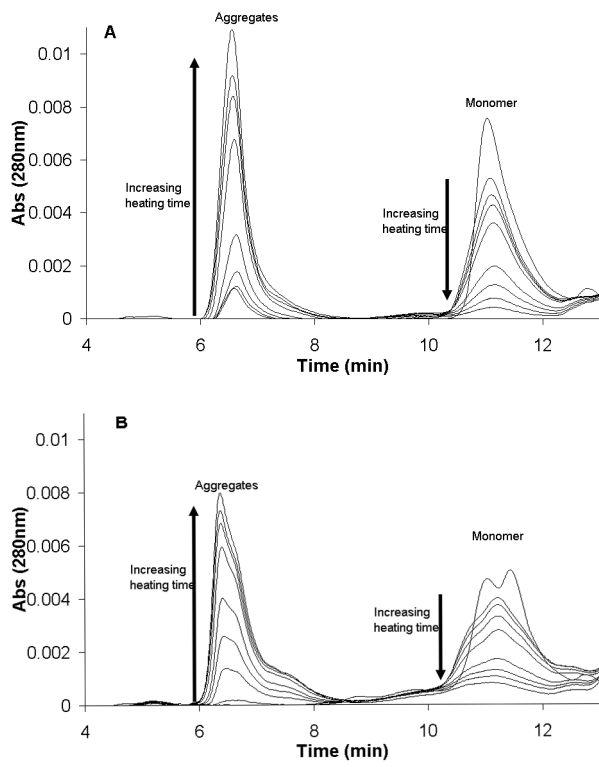 A
Aggregates
Monomer
Increasing
heating time
Increasing
heating time
Abs (280nm)
0.01
0.008
0.006
0.004
0.002
0
4 6 8 10 12
Time (min)
B
Aggregates
Monomer
Increasing
heating time
Increasing
heating time
Abs (280nm)
0.01
0.008
0.006
0.004
0.002
0
4 6 8 10 12
Time (min)